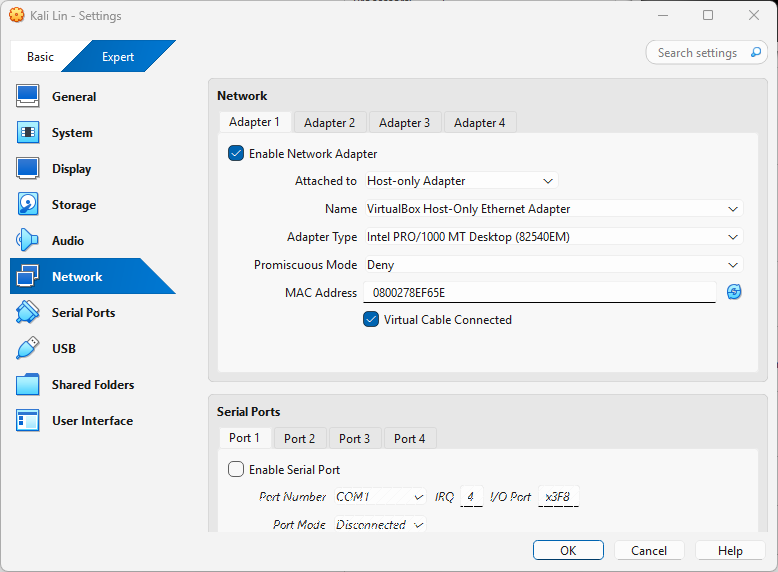 Kali Lin - Settings
Basic
Expert
Search settings
General
System
Display
Storage
Audio
Network
Serial Ports
USB
Shared Folders
User Interface
Network
Adapter 1 Adapter 2 Adapter 3 Adapter 4
Enable Network Adapter
Attached to Host-only Adapter
Name VirtualBox Host-Only Ethernet Adapter
Adapter Type Intel PRO/1000 MT Desktop (82540EM)
Promiscuous Mode Deny
MAC Address 0800278EF65E
Virtual Cable Connected
Serial Ports
Port 1 Port 2 Port 3 Port 4
Enable Serial Port
Port Number COM1 IRQ 4 I/O Port x3F8
Port Mode Disconnected
OK Cancel Help